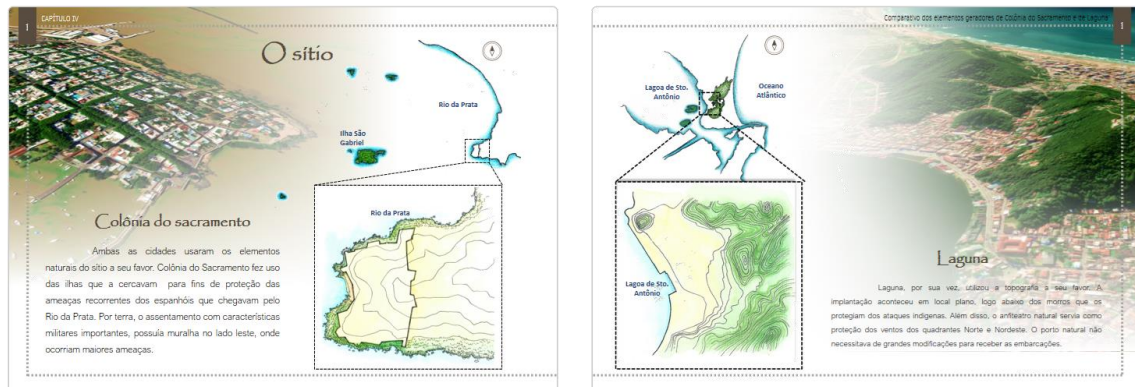 1
CAPÍTULO IV
O sítio
Rio da Prata
Ilha São
Gabriel
Rio da Prata
Colônia do sacramento
Ambas as cidades usaram os elementos
naturais do sítio a seu favor. Colônia do Sacramento fez uso
das ilhas que a cercavam para fins de proteção das
ameaças recorrentes dos espanhóis que chegavam pelo
Rio da Prata. Por terra, o assentamento com características
militares importantes, possuía muralha no lado leste, onde
ocorriam maiores ameaças.
Comparativo dos elementos geradores de Colônia do Sacramento e de Laguna
1
Lagoa de Sto.
Antônio
Oceano
Atlântico
Lagoa de Sto.
Antônio
Laguna
Laguna, por sua vez, utilizou a topografia a seu favor. A
implantação aconteceu em local plano, logo abaixo dos morros que os
protegiam dos ataques indígenas. Além disso, o anfiteatro natural servia como
proteção dos ventos dos quadrantes Norte e Nordeste. O porto natural não
necessitava de grandes modificações para receber as embarcações.